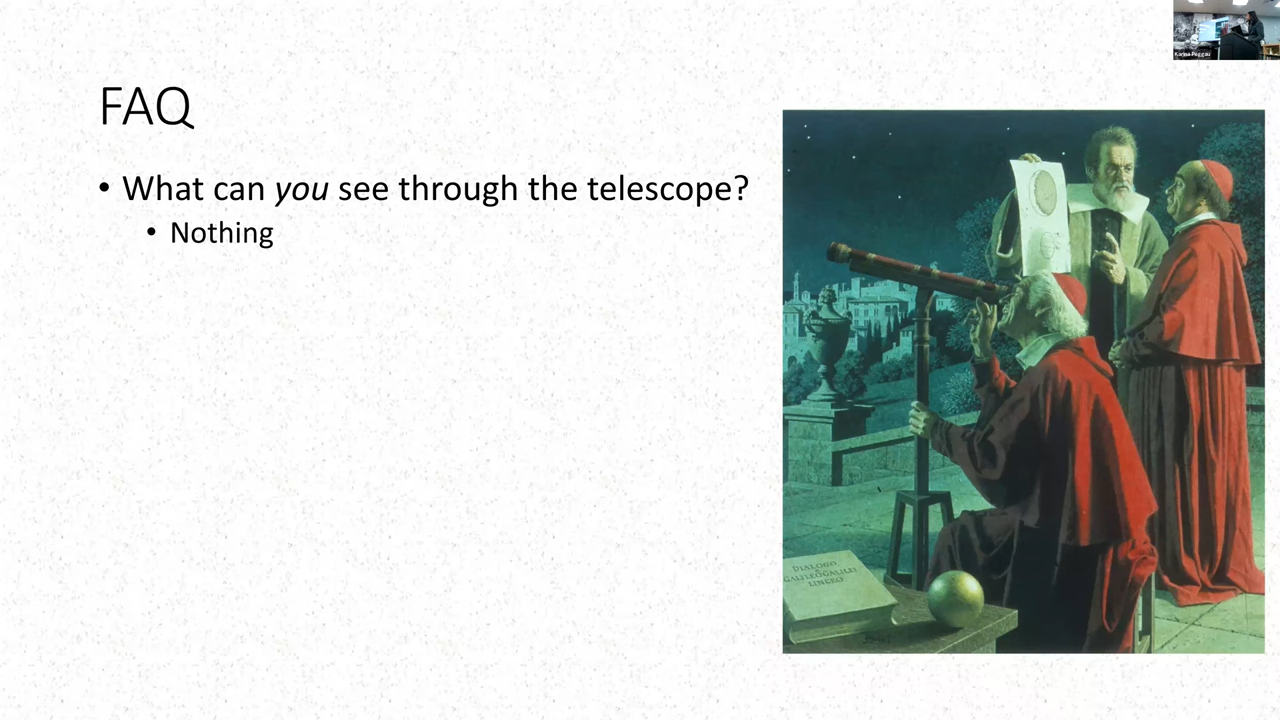 FAQ
• What can you see through the telescope?
• Nothing
DIALOGO
GALILEO GALILEI
LINCEO